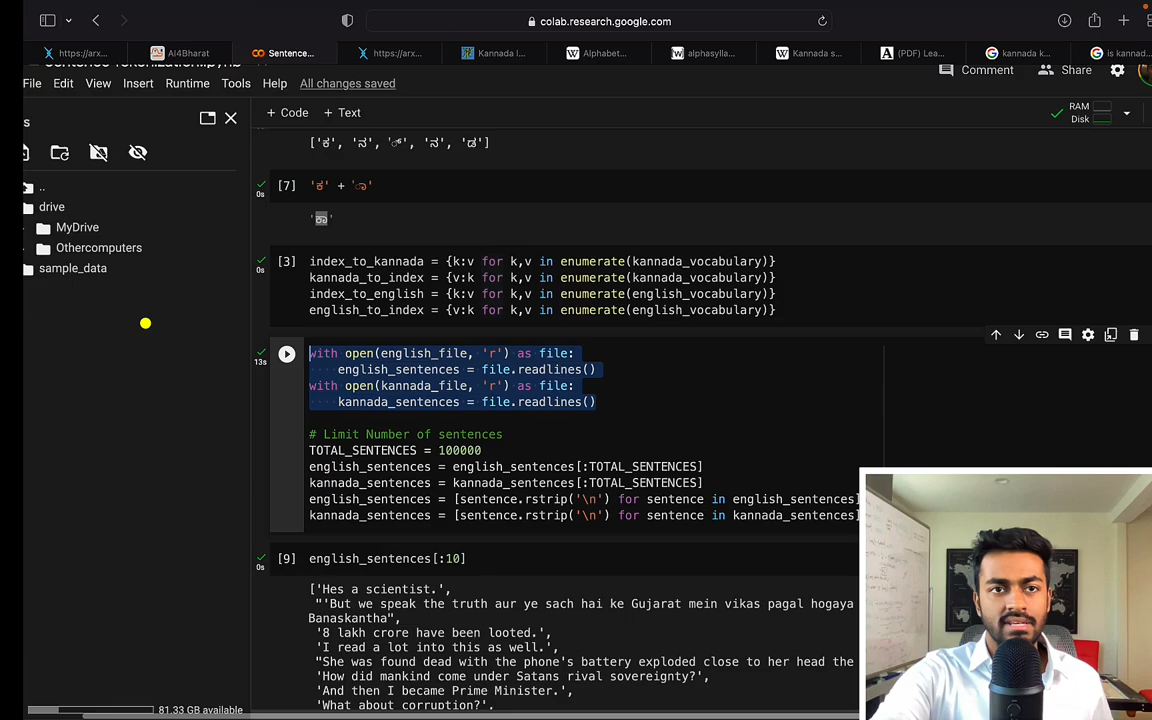 colab.research.google.com
https://arx...
AI4Bharat
Sentence...
https://arx...
Kannada l...
Alphabet...
alphasylla...
Kannada s...
(PDF) Lea...
kannada k...
is kannad
File Edit View Insert Runtime Tools Help All changes saved
Comment Share
+ Code + Text
RAM
Disk
..
drive
MyDrive
Othercomputers
sample_data
81.33 GB available
['ಕ', 'ನ', '್', 'ನ', 'ಡ']
[7] 'ಕ' + 'ಾ'
0s
'ಕಾ'
[3] index_to_kannada = {k:v for k,v in enumerate(kannada_vocabulary)}
0s
kannada_to_index = {v:k for k,v in enumerate(kannada_vocabulary)}
index_to_english = {k:v for k,v in enumerate(english_vocabulary)}
english_to_index = {v:k for k,v in enumerate(english_vocabulary)}
13s
with open(english_file, 'r') as file:
english_sentences = file.readlines()
with open(kannada_file, 'r') as file:
kannada_sentences = file.readlines()
# Limit Number of sentences
TOTAL_SENTENCES = 100000
english_sentences = english_sentences[:TOTAL_SENTENCES]
kannada_sentences = kannada_sentences[:TOTAL_SENTENCES]
english_sentences = [sentence.rstrip('\n') for sentence in english_sentences]
kannada_sentences = [sentence.rstrip('\n') for sentence in kannada_sentences]
[9] english_sentences[:10]
0s
['Hes a scientist.',
"'But we speak the truth aur ye sach hai ke Gujarat mein vikas pagal hogaya
Banaskantha",
'8 lakh crore have been looted.',
'I read a lot into this as well.',
"She was found dead with the phone's battery exploded close to her head the
'How did mankind come under Satans rival sovereignty?',
'And then I became Prime Minister.',
'What about corruption?',